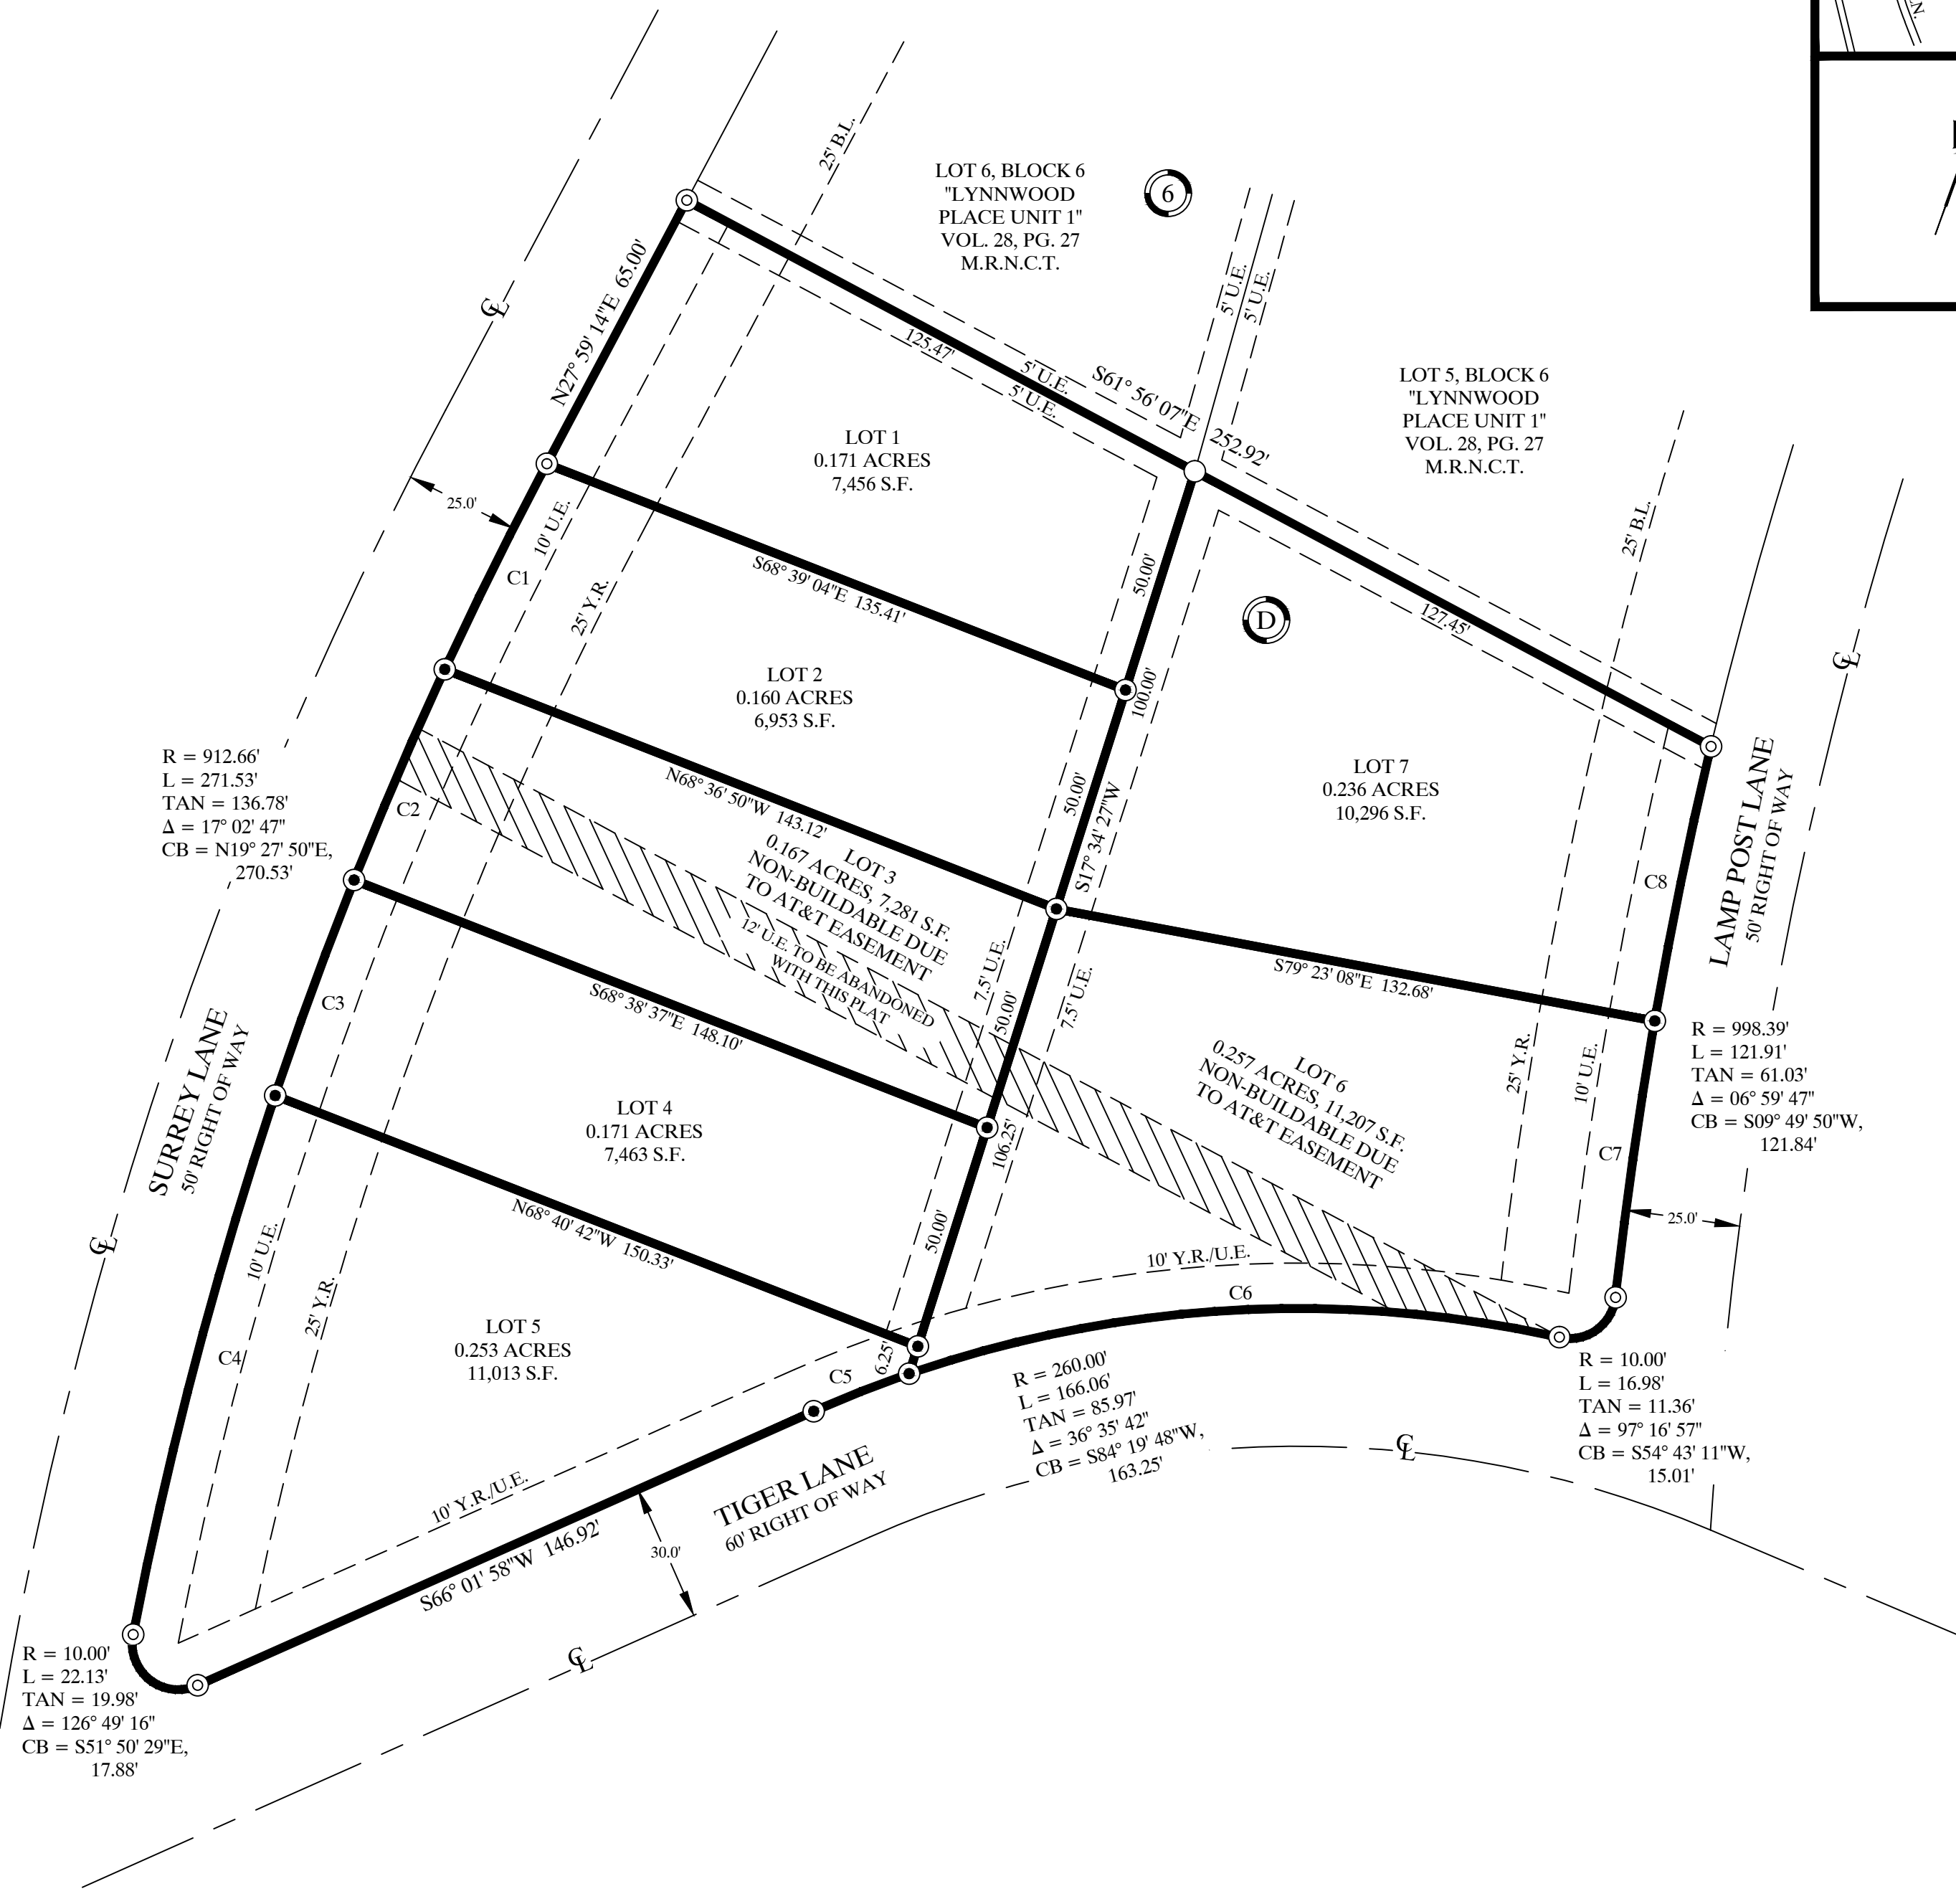 N.
25' B.L.
LOT 6, BLOCK 6
"LYNNWOOD
PLACE UNIT 1"
VOL. 28, PG. 27
M.R.N.C.T.
6
5' U.E.
5' U.E.
N27° 59' 14"E 65.00'
125.47'
5' U.E.
5' U.E.
S61° 56' 07"E
252.92'
LOT 5, BLOCK 6
"LYNNWOOD
PLACE UNIT 1"
VOL. 28, PG. 27
M.R.N.C.T.
25' B.L.
℄
LOT 1
0.171 ACRES
7,456 S.F.
25.0'
10' U.E.
C1
25' Y.R.
S68° 39' 04"E 135.41'
50.00'
D
127.45'
℄
LOT 2
0.160 ACRES
6,953 S.F.
100.00'
50.00'
S17° 34' 27"W
LOT 7
0.236 ACRES
10,296 S.F.
LAMP POST LANE
50' RIGHT OF WAY
C8
R = 912.66'
L = 271.53'
TAN = 136.78'
Δ = 17° 02' 47"
CB = N19° 27' 50"E,
270.53'
C2
N68° 36' 50"W 143.12'
LOT 3
0.167 ACRES, 7,281 S.F.
NON-BUILDABLE DUE
TO AT&T EASEMENT
12' U.E. TO BE ABANDONED
WITH THIS PLAT
7.5' U.E.
7.5' U.E.
50.00'
S79° 23' 08"E 132.68'
C3
S68° 38' 37"E 148.10'
SURREY LANE
50' RIGHT OF WAY
LOT 6
0.257 ACRES, 11,207 S.F.
NON-BUILDABLE DUE
TO AT&T EASEMENT
25' Y.R.
10' U.E.
R = 998.39'
L = 121.91'
TAN = 61.03'
Δ = 06° 59' 47"
CB = S09° 49' 50"W,
121.84'
C7
25.0'
LOT 4
0.171 ACRES
7,463 S.F.
106.25'
50.00'
N68° 40' 42"W 150.33'
℄
10' U.E.
25' Y.R.
10' Y.R./U.E.
C6
LOT 5
0.253 ACRES
11,013 S.F.
C4
6.25'
C5
R = 260.00'
L = 166.06'
TAN = 85.97'
Δ = 36° 35' 42"
CB = S84° 19' 48"W,
163.25'
℄
R = 10.00'
L = 16.98'
TAN = 11.36'
Δ = 97° 16' 57"
CB = S54° 43' 11"W,
15.01'
10' Y.R./U.E.
TIGER LANE
60' RIGHT OF WAY
S66° 01' 58"W 146.92'
30.0'
℄
R = 10.00'
L = 22.13'
TAN = 19.98'
Δ = 126° 49' 16"
CB = S51° 50' 29"E,
17.88'